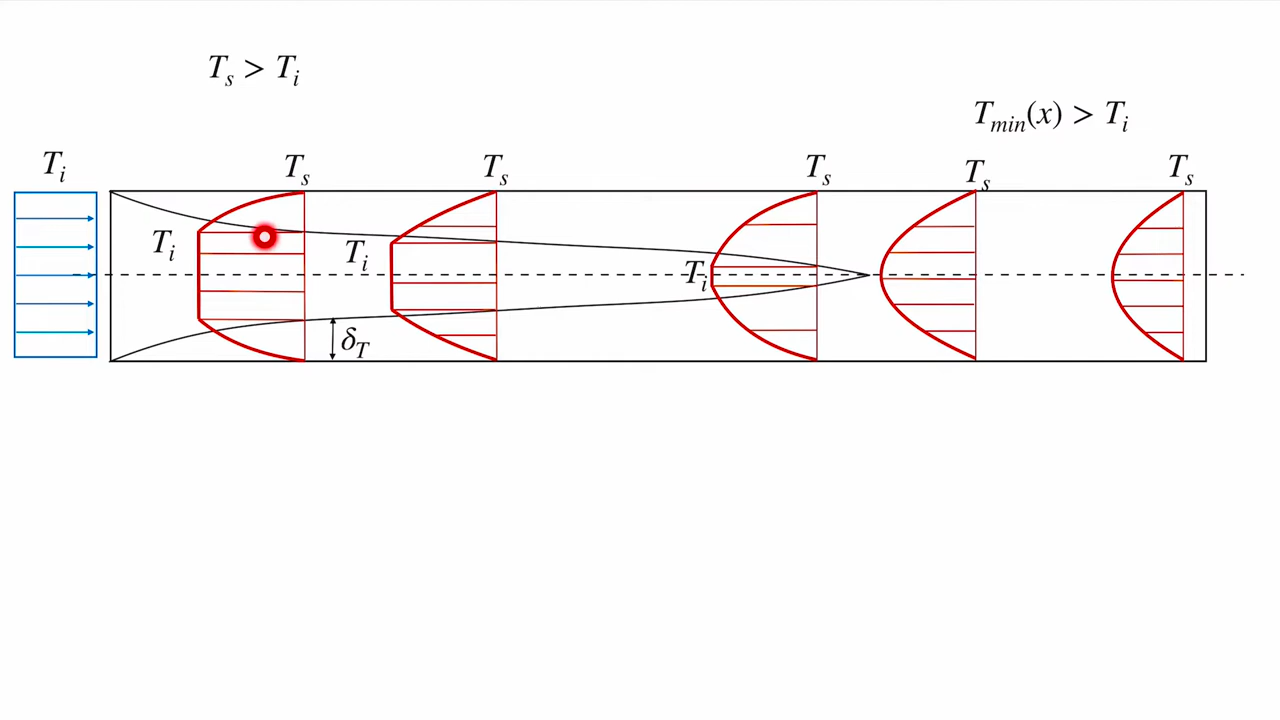 T_s > T_i
T_min(x) > T_i
T_i
T_s
T_s
T_s
T_s
T_s
T_i
T_i
T_i
δ_T